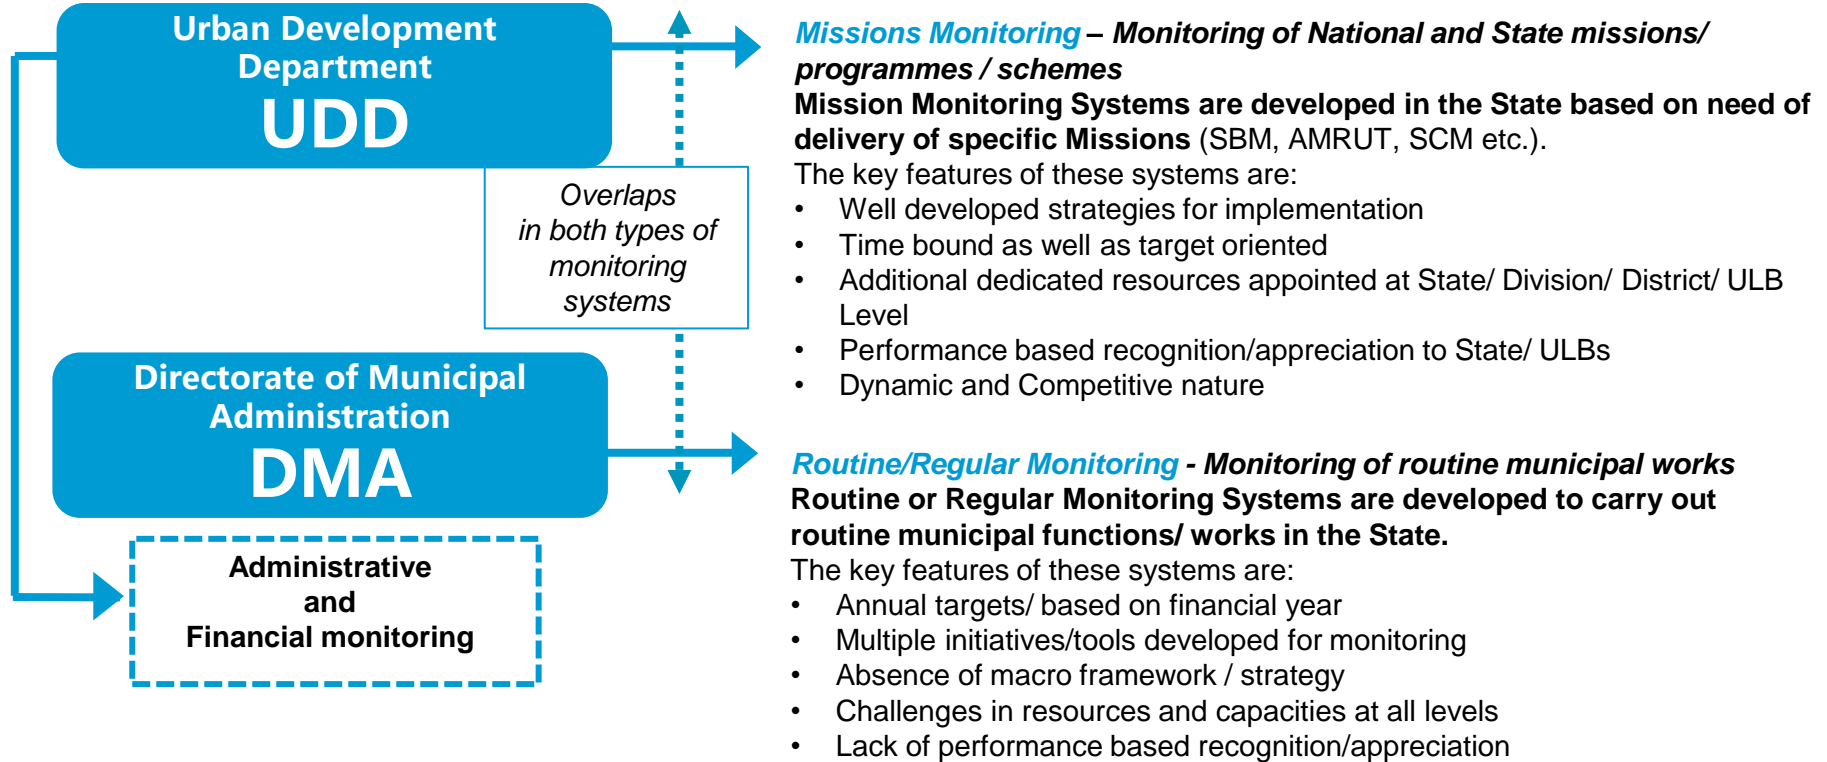 Urban Development
Department
UDD
Overlaps
in both types of
monitoring
systems
Directorate of Municipal
Administration
DMA
Administrative
and
Financial monitoring
Missions Monitoring – Monitoring of National and State missions/
programmes / schemes
Mission Monitoring Systems are developed in the State based on need of
delivery of specific Missions (SBM, AMRUT, SCM etc.).
The key features of these systems are:
• Well developed strategies for implementation
• Time bound as well as target oriented
• Additional dedicated resources appointed at State/ Division/ District/ ULB
Level
• Performance based recognition/appreciation to State/ ULBs
• Dynamic and Competitive nature
Routine/Regular Monitoring - Monitoring of routine municipal works
Routine or Regular Monitoring Systems are developed to carry out
routine municipal functions/ works in the State.
The key features of these systems are:
• Annual targets/ based on financial year
• Multiple initiatives/tools developed for monitoring
• Absence of macro framework / strategy
• Challenges in resources and capacities at all levels
• Lack of performance based recognition/appreciation